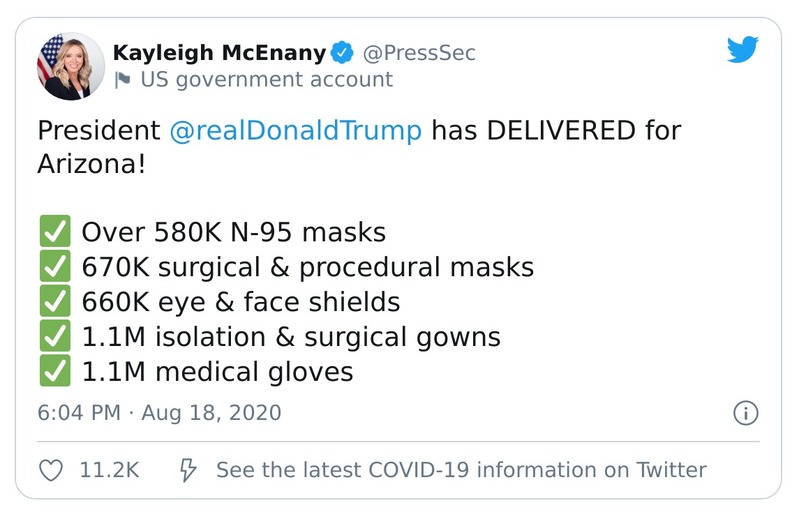 Kayleigh McEnany @PressSec
US government account
President @realDonaldTrump has DELIVERED for
Arizona!
✅ Over 580K N-95 masks
✅ 670K surgical & procedural masks
✅ 660K eye & face shields
✅ 1.1M isolation & surgical gowns
✅ 1.1M medical gloves
6:04 PM · Aug 18, 2020
11.2K See the latest COVID-19 information on Twitter